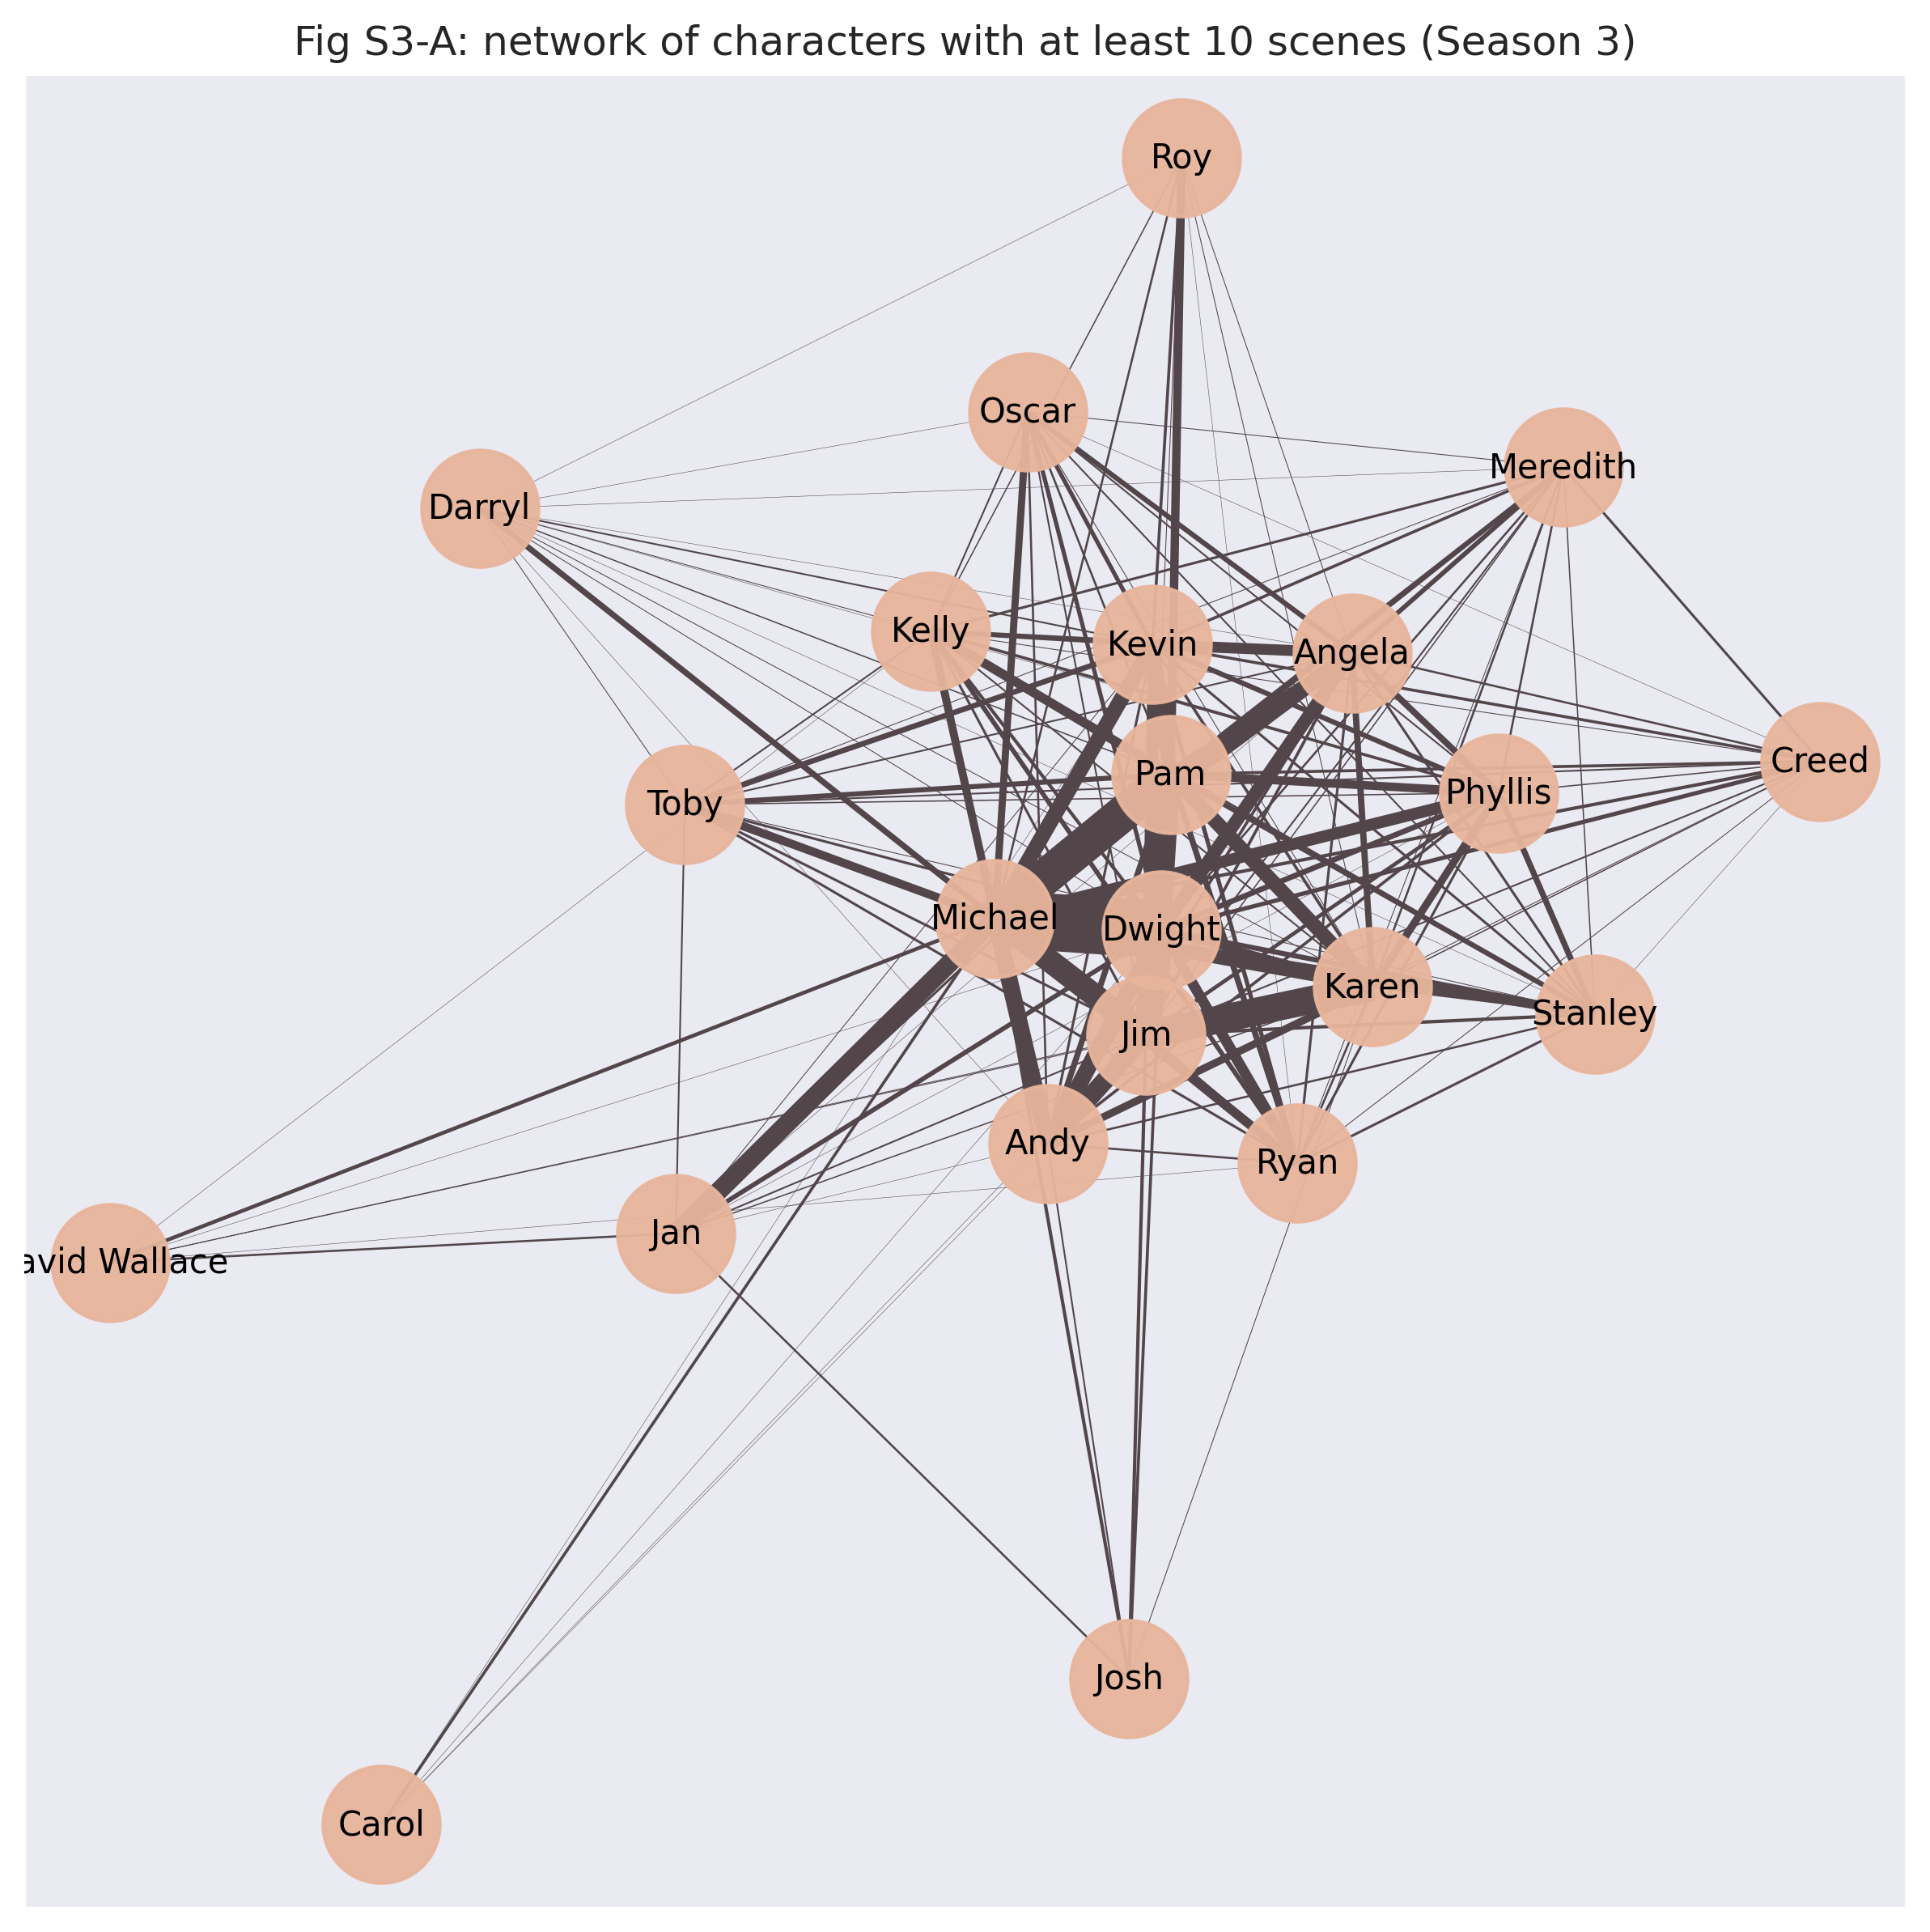 Fig S3-A: network of characters with at least 10 scenes (Season 3)
Roy
Oscar
Meredith
Darryl
Kelly
Kevin
Angela
Creed
Pam
Phyllis
Toby
Michael
Dwight
Karen
Stanley
Jim
Andy
Ryan
Jan
avid Wallace
Josh
Carol